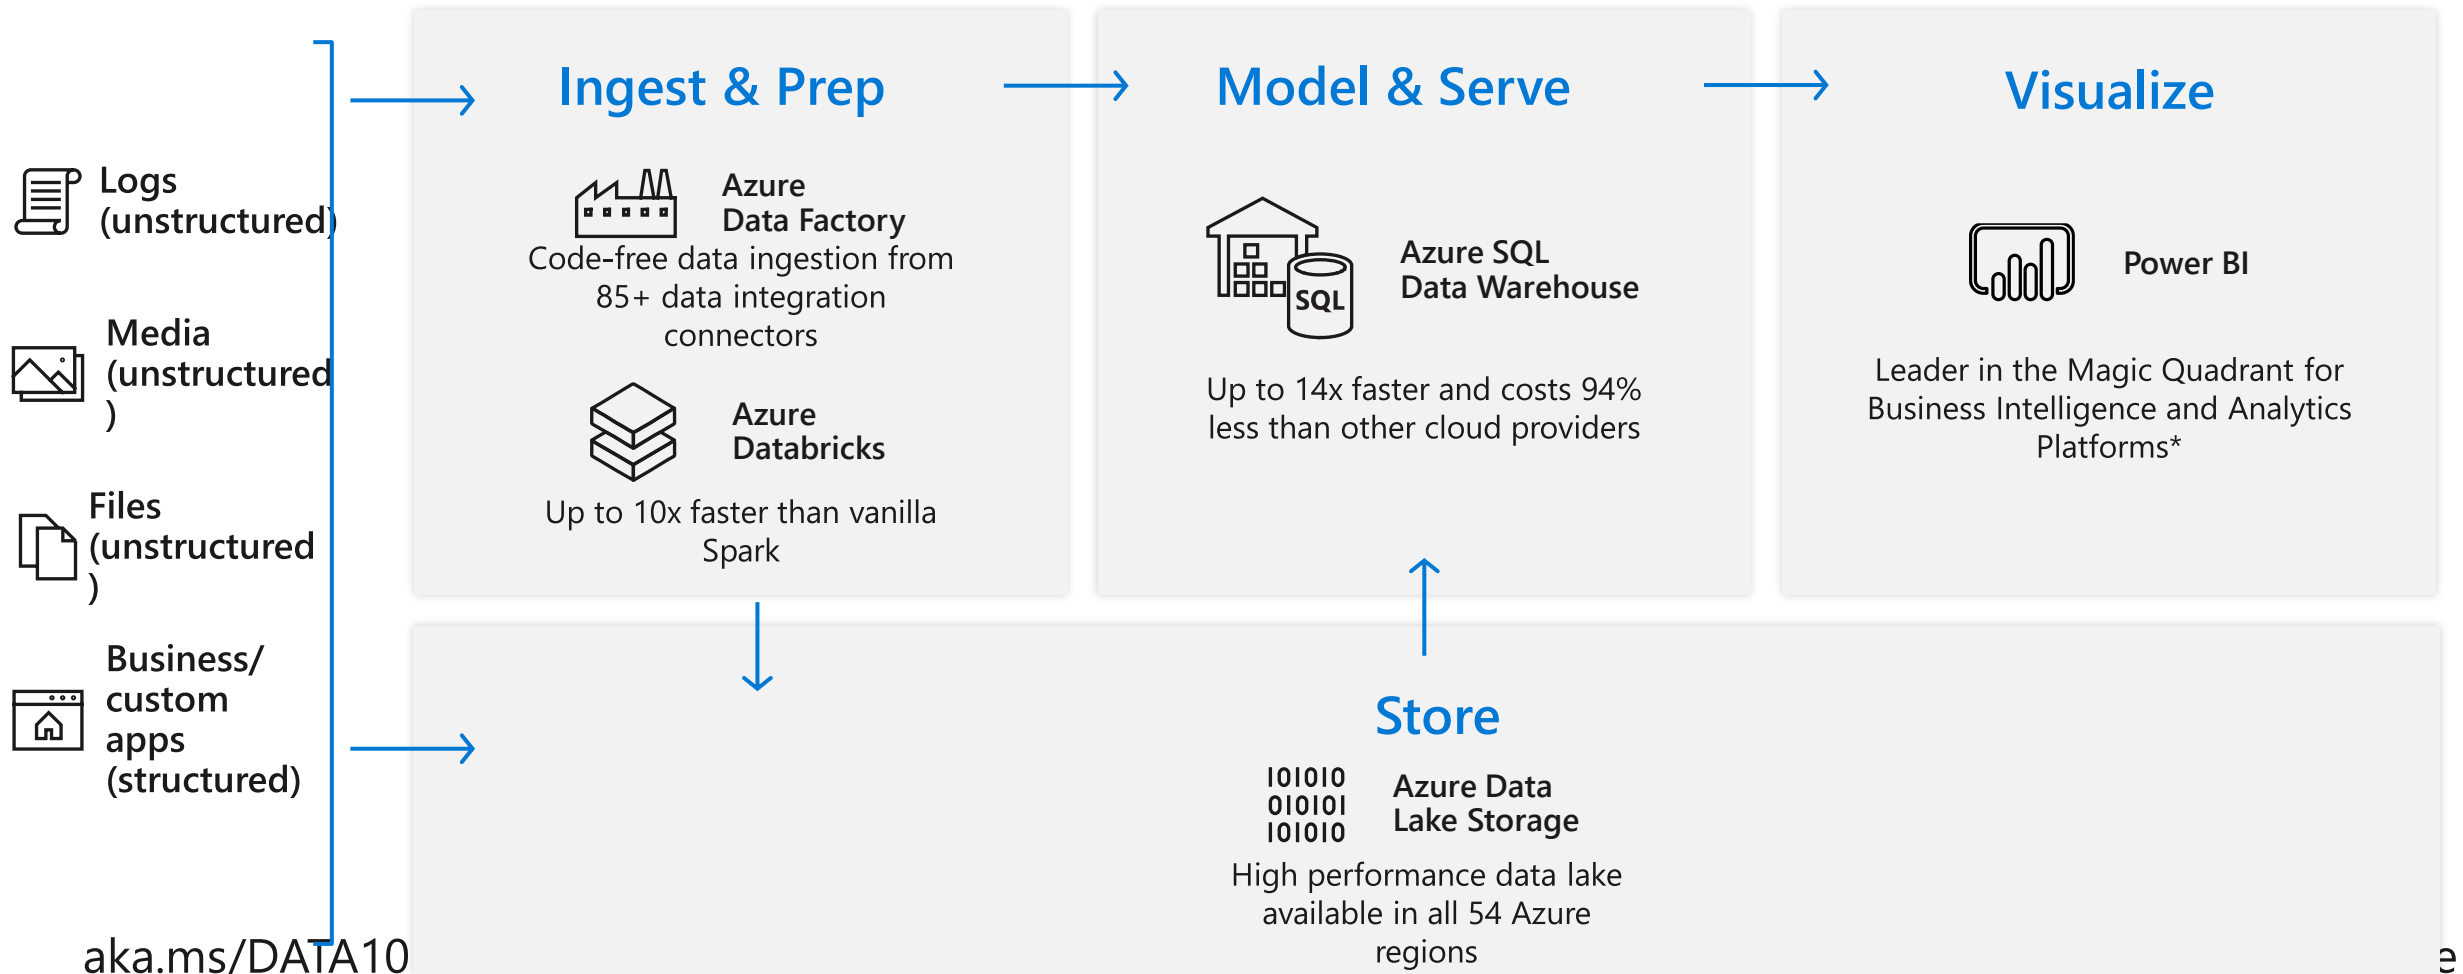 Logs
(unstructured)
Media
(unstructured
)
Files
(unstructured
)
Business/
custom
apps
(structured)
Ingest & Prep
Azure
Data Factory
Code-free data ingestion from
85+ data integration
connectors
Azure
Databricks
Up to 10x faster than vanilla
Spark
Model & Serve
SQL
Azure SQL
Data Warehouse
Up to 14x faster and costs 94%
less than other cloud providers
Visualize
Power BI
Leader in the Magic Quadrant for
Business Intelligence and Analytics
Platforms*
Store
101010
010101
101010
Azure Data
Lake Storage
High performance data lake
available in all 54 Azure
regions
aka.ms/DATA10